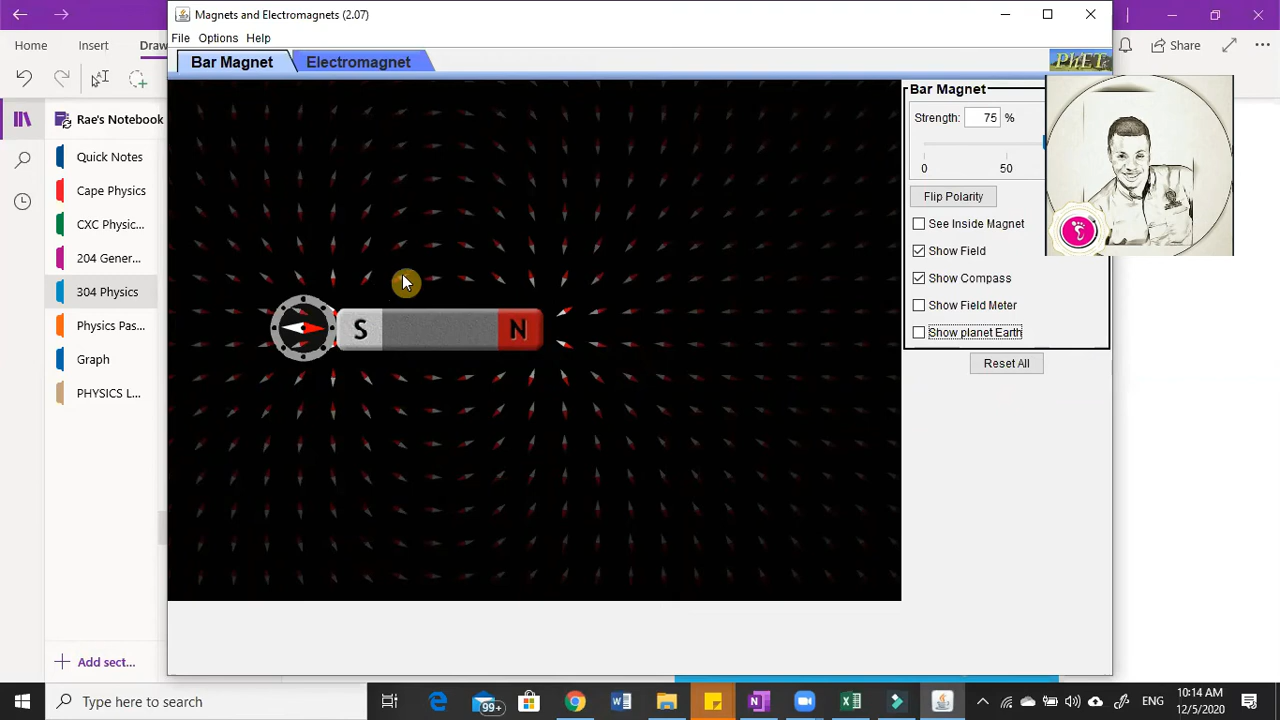 Magnets and Electromagnets (2.07)
File Options Help
Bar Magnet Electromagnet
PhET
Home Insert Draw
Share
Rae's Notebook
Quick Notes
Cape Physics
CXC Physic...
204 Gener...
304 Physics
Physics Pas...
Graph
PHYSICS L...
Add sect...
S N
Bar Magnet
Strength: 75 %
0 50
Flip Polarity
See Inside Magnet
Show Field
Show Compass
Show Field Meter
Show planet Earth
Reset All
Type here to search
99+
ENG
10:14 AM
12/5/2020